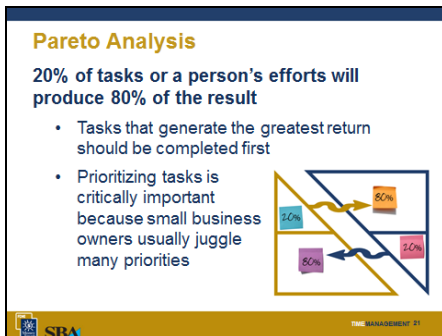 Pareto Analysis
20% of tasks or a person's efforts will
produce 80% of the result
• Tasks that generate the greatest return
should be completed first
• Prioritizing tasks is
critically important
because small business
owners usually juggle
many priorities
80%
20%
20%
80%
SBA
TIME MANAGEMENT 21